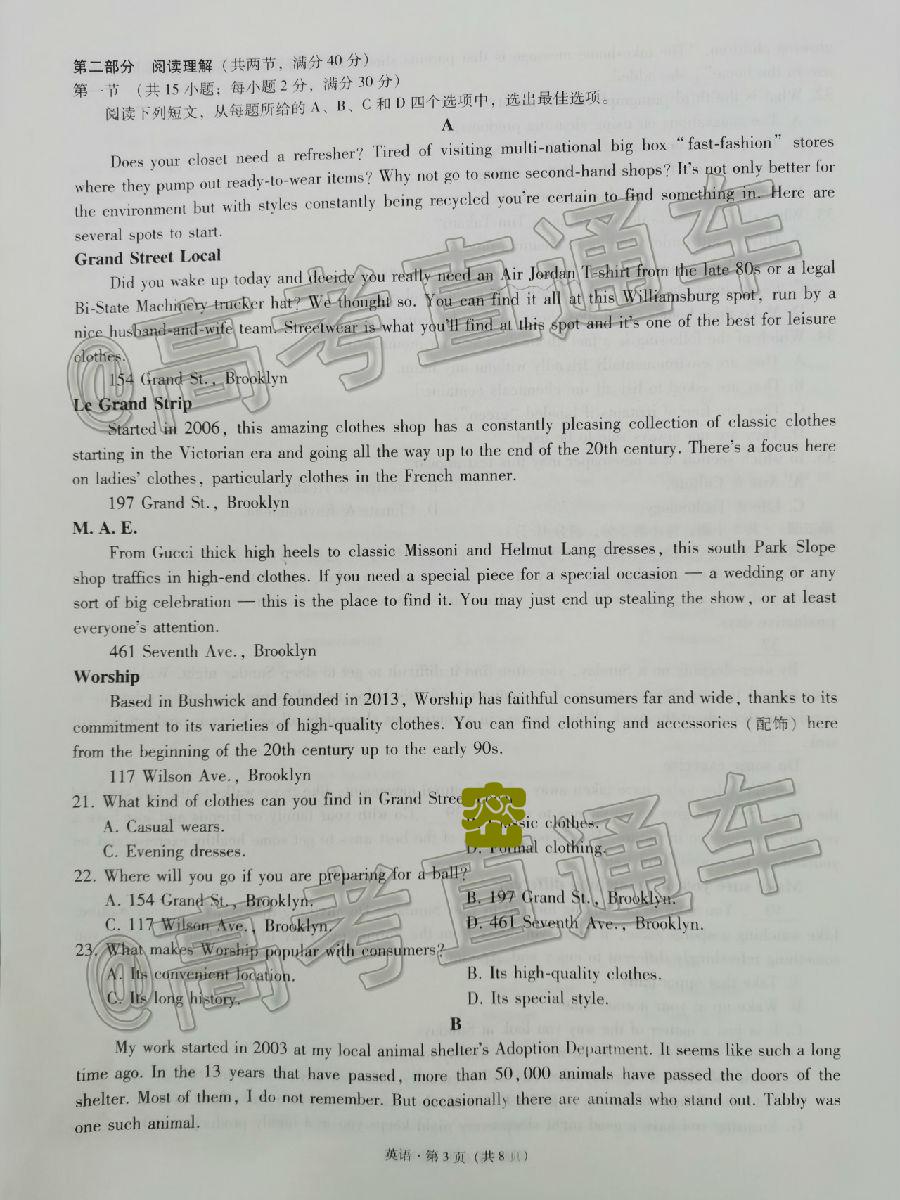 第二部分 阅读理解（共两节，满分 40 分）
第一节 （共 15 小题；每小题 2 分，满分 30 分）
阅读下列短文，从每题所给的 A、B、C 和 D 四个选项中，选出最佳选项。
A
Does your closet need a refresher? Tired of visiting multi-national big box “fast-fashion” stores
where they pump out ready-to-wear items? Why not go to some second-hand shops? It's not only better for
the environment but with styles constantly being recycled you're certain to find something in. Here are
several spots to start.
Grand Street Local
Did you wake up today and decide you really need an Air Jordan T-shirt from the late 80s or a legal
Bi-State Machinery trucker hat? We thought so. You can find it all at this Williamsburg spot, run by a
nice husband-and-wife team. Streetwear is what you'll find at this spot and it's one of the best for leisure
clothes.
154 Grand St., Brooklyn
Le Grand Strip
Started in 2006, this amazing clothes shop has a constantly pleasing collection of classic clothes
starting in the Victorian era and going all the way up to the end of the 20th century. There's a focus here
on ladies' clothes, particularly clothes in the French manner.
197 Grand St., Brooklyn
M. A. E.
From Gucci thick high heels to classic Missoni and Helmut Lang dresses, this south Park Slope
shop traffics in high-end clothes. If you need a special piece for a special occasion — a wedding or any
sort of big celebration — this is the place to find it. You may just end up stealing the show, or at least
everyone's attention.
461 Seventh Ave., Brooklyn
Worship
Based in Bushwick and founded in 2013, Worship has faithful consumers far and wide, thanks to its
commitment to its varieties of high-quality clothes. You can find clothing and accessories（配饰）here
from the beginning of the 20th century up to the early 90s.
117 Wilson Ave., Brooklyn
21. What kind of clothes can you find in Grand
A. Casual wears. clothes.
C. Evening dresses. D. Formal clothing.
22. Where will you go if you are preparing for a ball?
A. 154 Grand St., Brooklyn. B. 197 Grand St., Brooklyn.
C. 117 Wilson Ave., Brooklyn. D. 461 Seventh Ave., Brooklyn.
23. What makes Worship popular with consumers?
A. Its convenient location. B. Its high-quality clothes.
C. Its long history. D. Its special style.
B
My work started in 2003 at my local animal shelter's Adoption Department. It seems like such a long
time ago. In the 13 years that have passed, more than 50,000 animals have passed the doors of the
shelter. Most of them, I do not remember. But occasionally there are animals who stand out. Tabby was
one such animal.
英语·第 3 页（共 8 页）
@高考直通车
@高考直通车